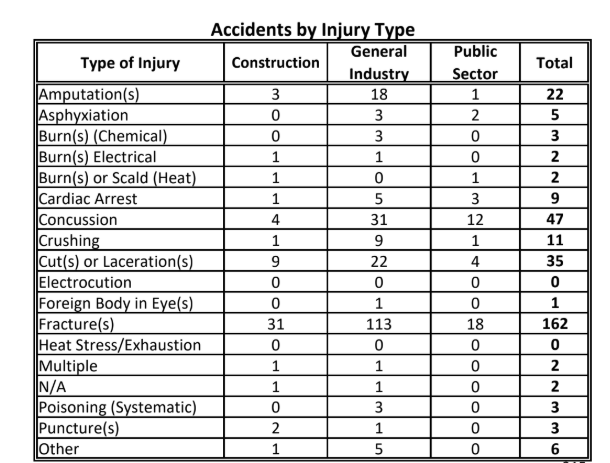 Accidents by Injury Type
Type of Injury Construction General Industry Public Sector Total
Amputation(s) 3 18 1 22
Asphyxiation 0 3 2 5
Burn(s) (Chemical) 0 3 0 3
Burn(s) Electrical 1 1 0 2
Burn(s) or Scald (Heat) 1 0 1 2
Cardiac Arrest 1 5 3 9
Concussion 4 31 12 47
Crushing 1 9 1 11
Cut(s) or Laceration(s) 9 22 4 35
Electrocution 0 0 0 0
Foreign Body in Eye(s) 0 1 0 1
Fracture(s) 31 113 18 162
Heat Stress/Exhaustion 0 0 0 0
Multiple 1 1 0 2
N/A 1 1 0 2
Poisoning (Systematic) 0 3 0 3
Puncture(s) 2 1 0 3
Other 1 5 0 6